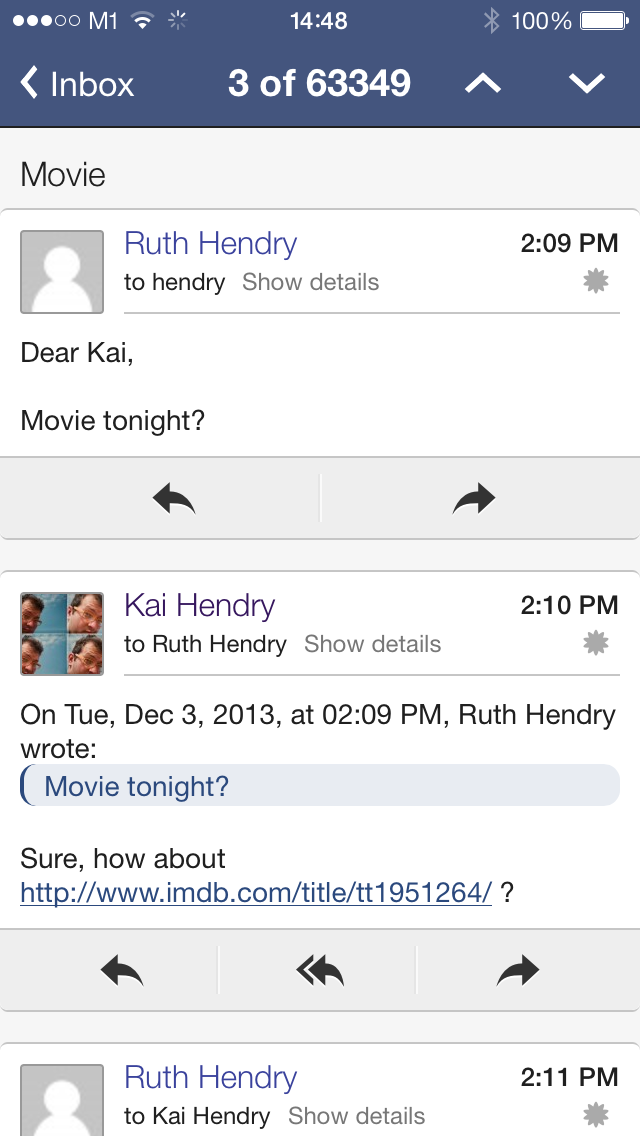 M1 14:48 100%
Inbox 3 of 63349
Movie
Ruth Hendry 2:09 PM
to hendry Show details
Dear Kai,
Movie tonight?
Kai Hendry 2:10 PM
to Ruth Hendry Show details
On Tue, Dec 3, 2013, at 02:09 PM, Ruth Hendry
wrote:
Movie tonight?
Sure, how about
http://www.imdb.com/title/tt1951264/ ?
Ruth Hendry 2:11 PM
to Kai Hendry Show details